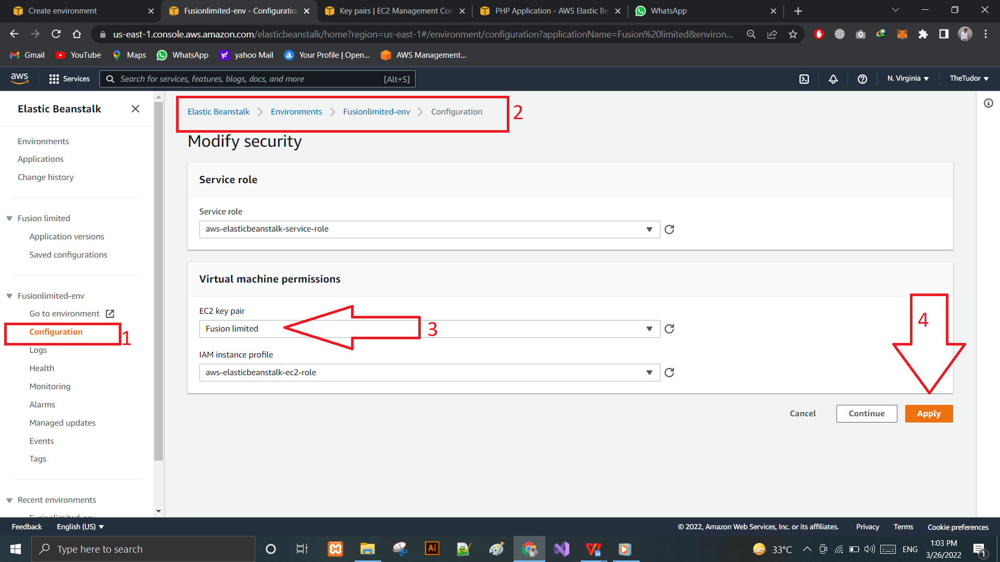 Create environment
Fusionlimited-env - Configuratio
Key pairs | EC2 Management Con
PHP Application - AWS Elastic Be
WhatsApp
us-east-1.console.aws.amazon.com/elasticbeanstalk/home?region=us-east-1#/environment/configuration?applicationName=Fusion%20limited&environ...
Gmail
YouTube
Maps
WhatsApp
yahoo Mail
Your Profile | Open...
AWS Management...
aws
Services
Search for services, features, blogs, docs, and more
[Alt+S]
N. Virginia
TheTudor
Elastic Beanstalk
Environments
Applications
Change history
Fusion limited
Application versions
Saved configurations
Fusionlimited-env
Go to environment
Configuration
1
Logs
Health
Monitoring
Alarms
Managed updates
Events
Tags
Recent environments
Fusionlimited-env
Elastic Beanstalk
Environments
Fusionlimited-env
Configuration
2
Modify security
Service role
Service role
aws-elasticbeanstalk-service-role
Virtual machine permissions
EC2 key pair
Fusion limited
3
IAM instance profile
aws-elasticbeanstalk-ec2-role
4
Cancel
Continue
Apply
Feedback
English (US)
© 2022, Amazon Web Services, Inc. or its affiliates.
Privacy
Terms
Cookie preferences
Type here to search
Ai
33°C
ENG
1:03 PM
3/26/2022
1